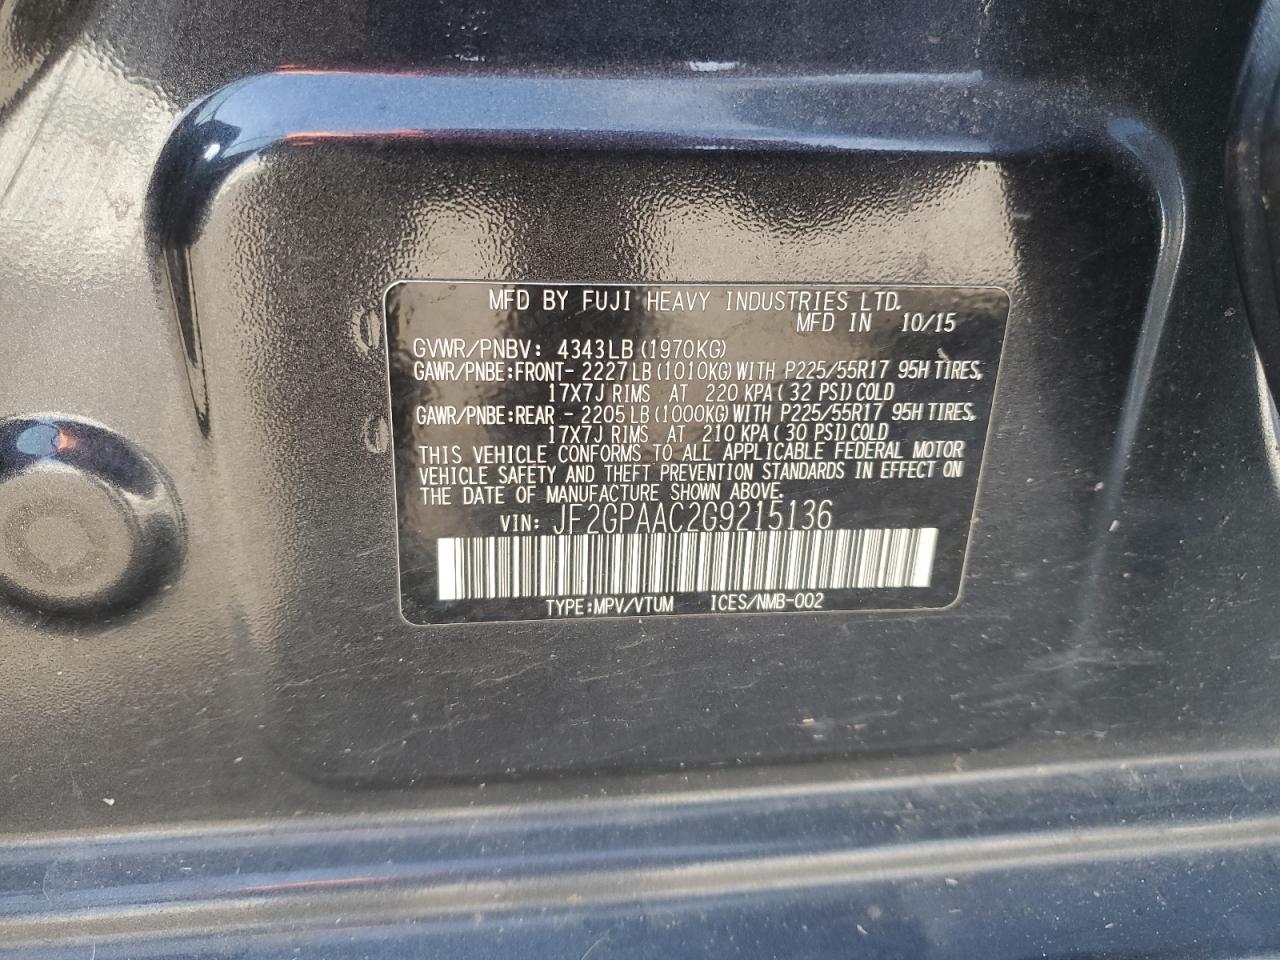 MFD BY FUJI HEAVY INDUSTRIES LTD.
MFD IN 10/15
GVWR/PNBV: 4343LB (1970KG)
GAWR/PNBE:FRONT- 2227LB (1010KG) WITH P225/55R17 95H TIRES,
17X7J RIMS AT 220 KPA (32 PSI) COLD
GAWR/PNBE:REAR - 2205LB (1000KG) WITH P225/55R17 95H TIRES,
17X7J RIMS AT 210 KPA (30 PSI) COLD
THIS VEHICLE CONFORMS TO ALL APPLICABLE FEDERAL MOTOR
VEHICLE SAFETY AND THEFT PREVENTION STANDARDS IN EFFECT ON
THE DATE OF MANUFACTURE SHOWN ABOVE.
VIN: JF2GPAAC2G9215136
TYPE:MPV/VTUM ICES/NMB-002